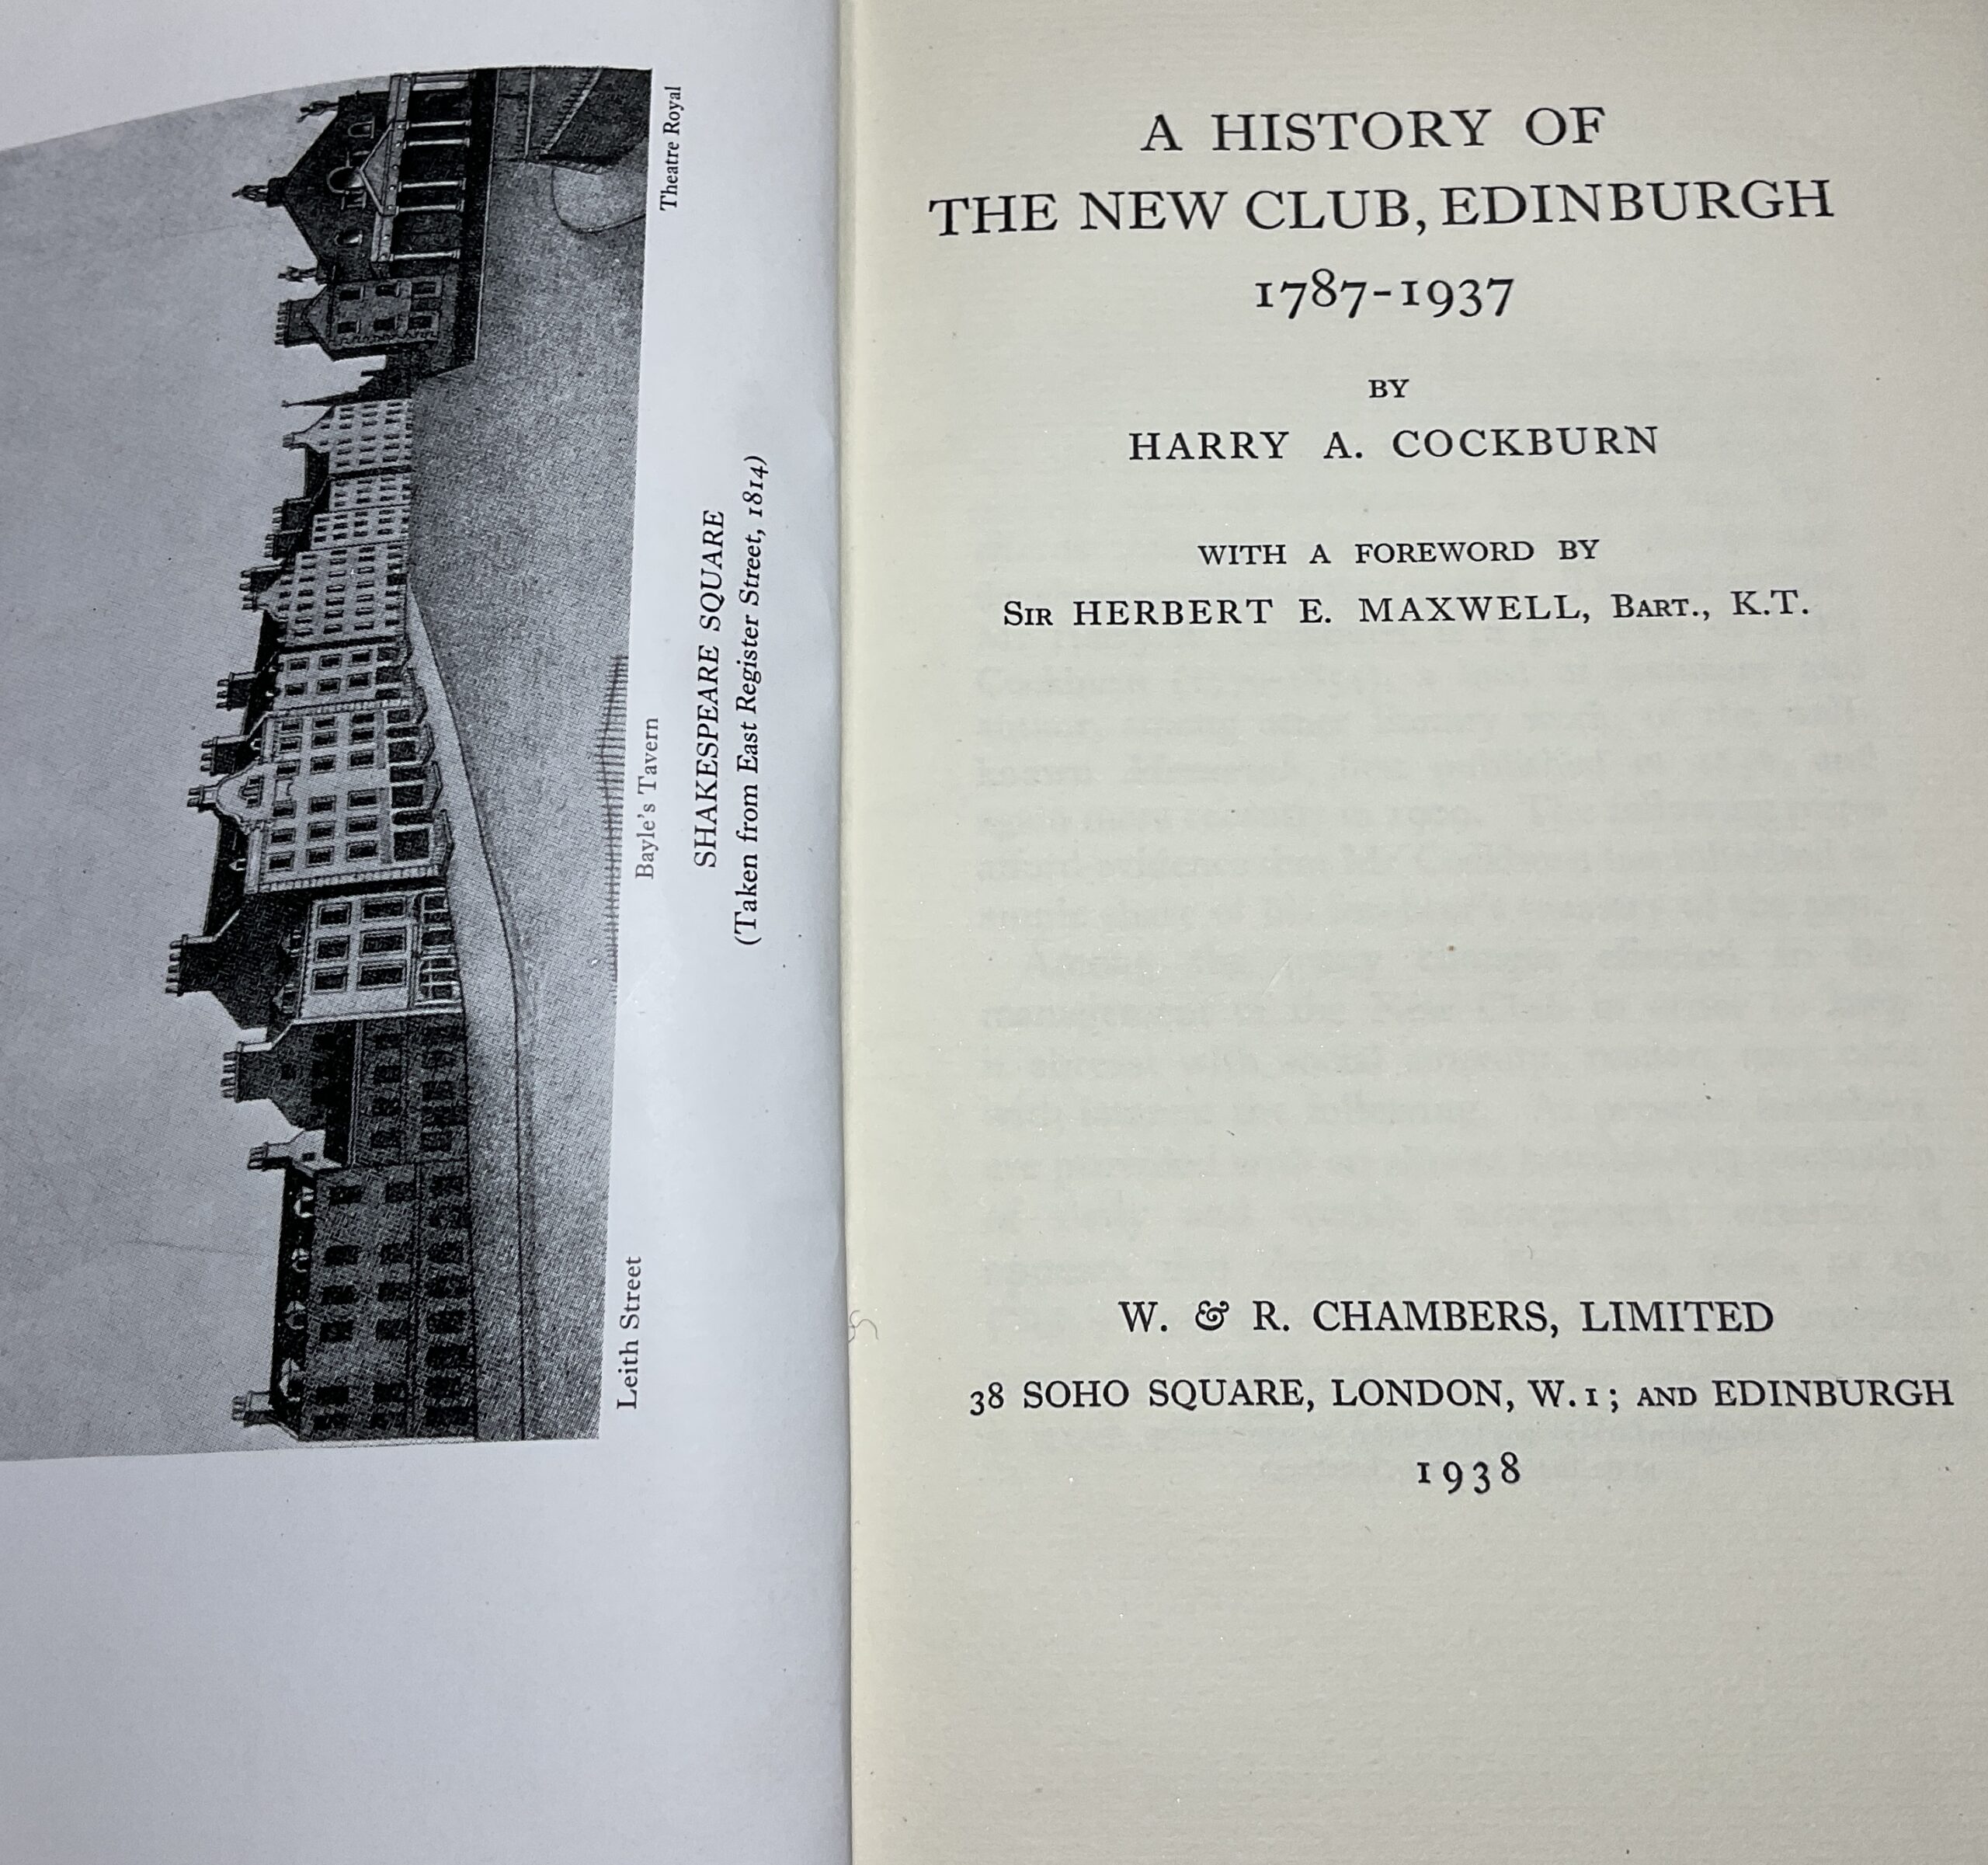 Leith Street
Bayle's Tavern
Theatre Royal
SHAKESPEARE SQUARE
(Taken from East Register Street, 1814)
A HISTORY OF
THE NEW CLUB, EDINBURGH
1787-1937
BY
HARRY A. COCKBURN
WITH A FOREWORD BY
SIR HERBERT E. MAXWELL, BART., K.T.
W. & R. CHAMBERS, LIMITED
38 SOHO SQUARE, LONDON, W.1; AND EDINBURGH
1938